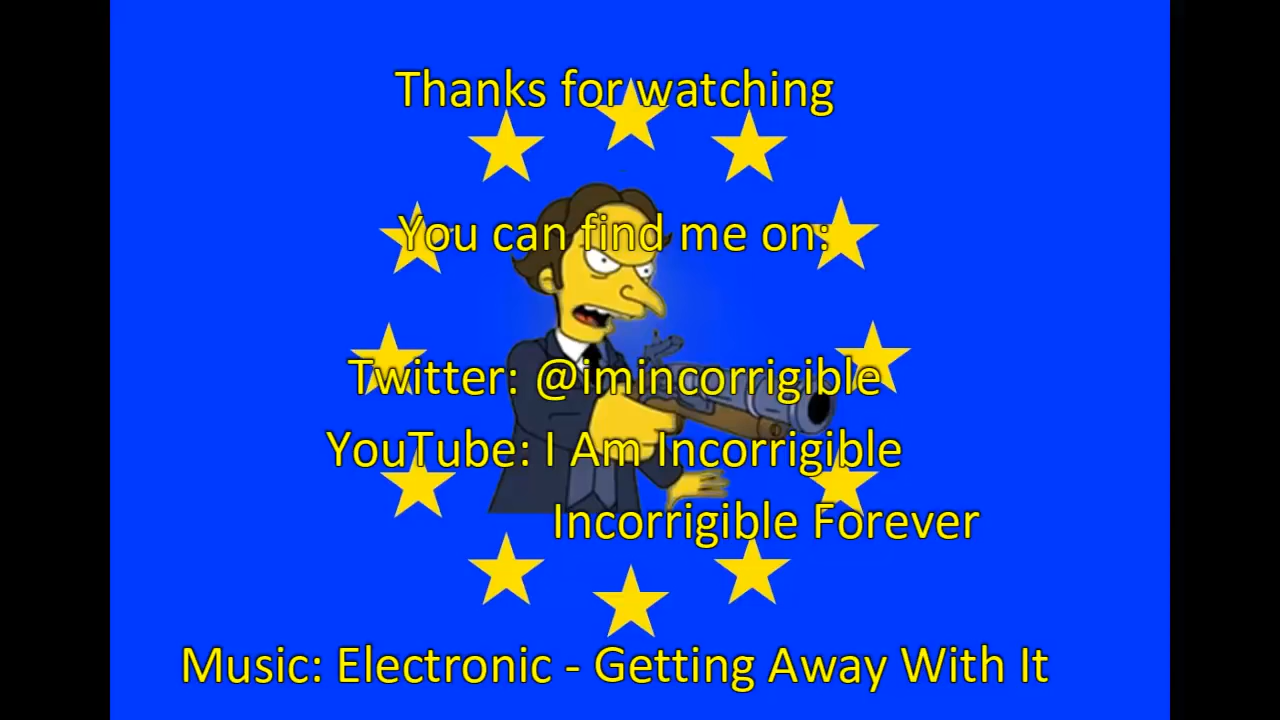 Thanks for watching
You can find me on:
Twitter: @imincorrigible
YouTube: I Am Incorrigible
Incorrigible Forever
Music: Electronic - Getting Away With It